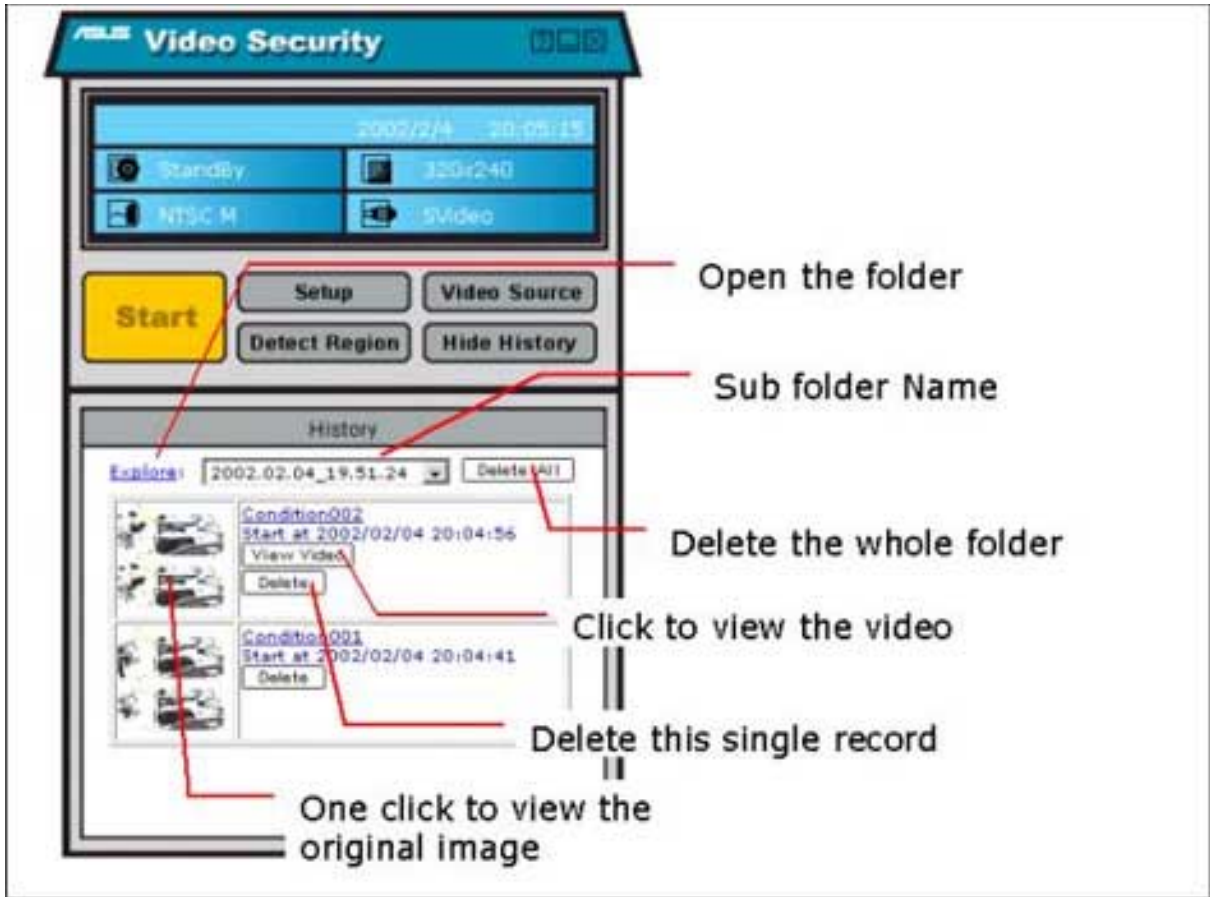 ASUS Video Security
2002/2/4 20:05:15
StandBy
320x240
NTSC M
SVideo
Start
Setup
Video Source
Detect Region
Hide History
Open the folder
Sub folder Name
History
Explore: 2002.02.04_19.51.24 Delete All
Delete the whole folder
Condition002
Start at 2002/02/04 20:04:56
View Video
Delete
Click to view the video
Condition001
Start at 2002/02/04 20:04:41
Delete
Delete this single record
One click to view the
original image